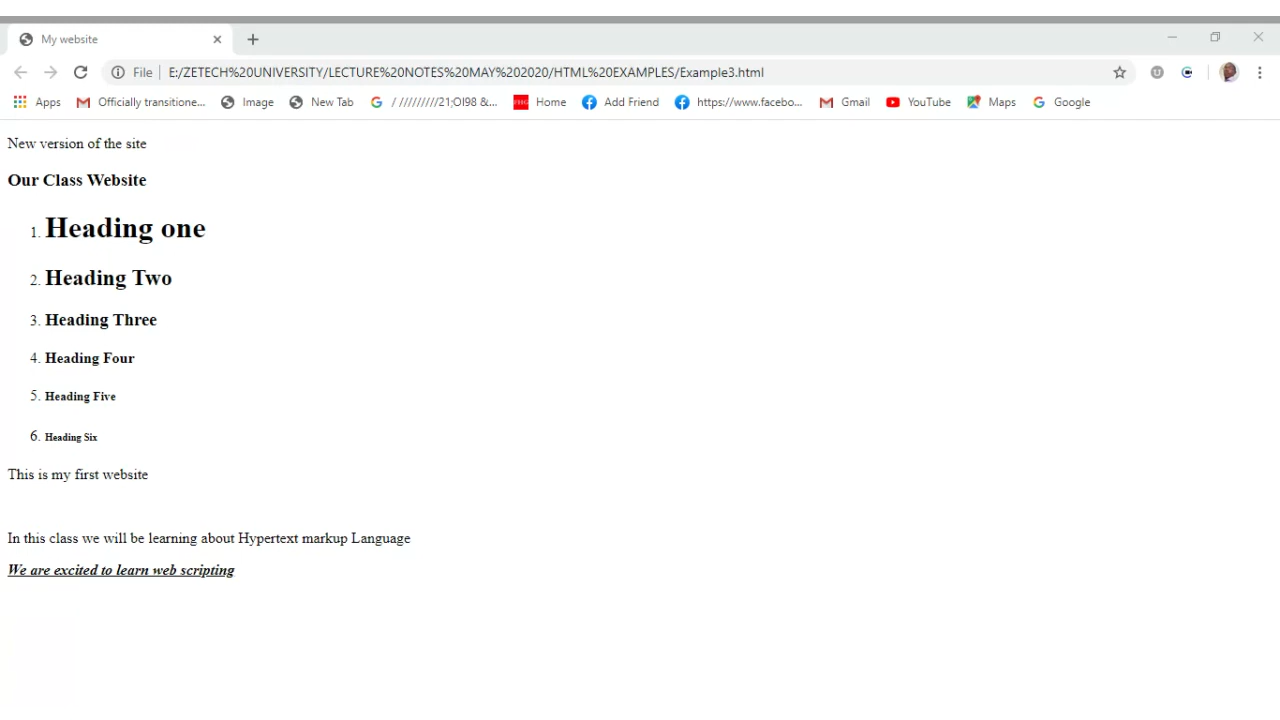 My website
File
E:/ZETECH%20UNIVERSITY/LECTURE%20NOTES%20MAY%202020/HTML%20EXAMPLES/Example3.html
Apps Officially transitione... Image New Tab / /////////21;OI98 &... Home Add Friend https://www.facebo... Gmail YouTube Maps Google
New version of the site
Our Class Website
1. Heading one
2. Heading Two
3. Heading Three
4. Heading Four
5. Heading Five
6. Heading Six
This is my first website
In this class we will be learning about Hypertext markup Language
We are excited to learn web scripting